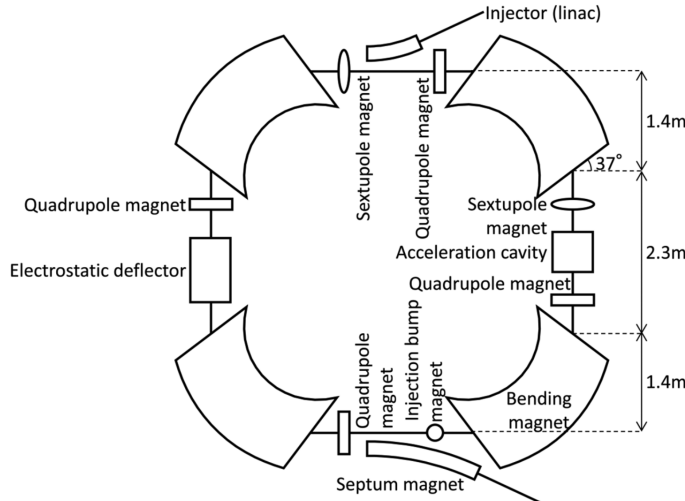 Injector (linac)
Sextupole magnet
Quadrupole magnet
1.4m
37°
Quadrupole magnet
Sextupole
magnet
Electrostatic deflector
Acceleration cavity
2.3m
Quadrupole magnet
Quadrupole
magnet
Injection bump
magnet
Bending
magnet
1.4m
Septum magnet